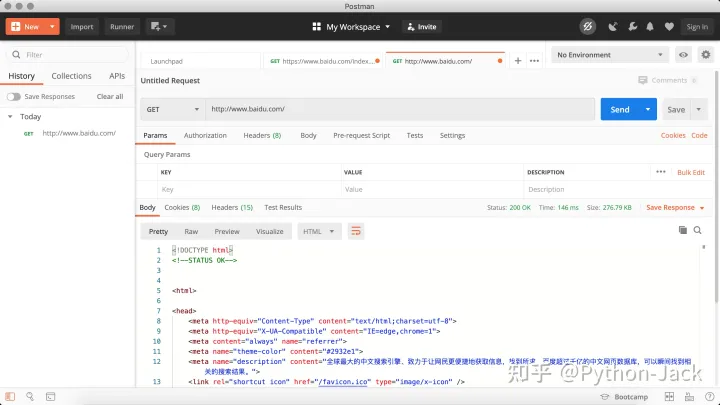 Postman
New
Import
Runner
My Workspace
Invite
Sign In
Filter
History Collections APIs
Save Responses Clear all
Today
GET http://www.baidu.com/
Launchpad
GET https://www.baidu.com/index....
GET http://www.baidu.com/
No Environment
Untitled Request
Comments 0
GET http://www.baidu.com/
Send Save
Params Authorization Headers (8) Body Pre-request Script Tests Settings Cookies Code
Query Params
KEY VALUE DESCRIPTION Bulk Edit
Key Value Description
Body Cookies (8) Headers (15) Test Results Status: 200 OK Time: 146 ms Size: 276.79 KB Save Response
Pretty Raw Preview Visualize HTML
1 <!DOCTYPE html>
2 <!--STATUS OK-->
3
4
5 <html>
6
7 <head>
8 <meta http-equiv="Content-Type" content="text/html;charset=utf-8">
9 <meta http-equiv="X-UA-Compatible" content="IE=edge,chrome=1">
10 <meta content="always" name="referrer">
11 <meta name="theme-color" content="#2932e1">
12 <meta name="description" content="全球最大的中文搜索引擎、致力于让网民更便捷地获取信息，找到所求。百度超过千亿的中文网页数据库，可以瞬间找到相
关的搜索结果。">
13 <link rel="shortcut icon" href="/favicon.ico" type="image/x-icon" />
知乎 @Python-Jack
Bootcamp